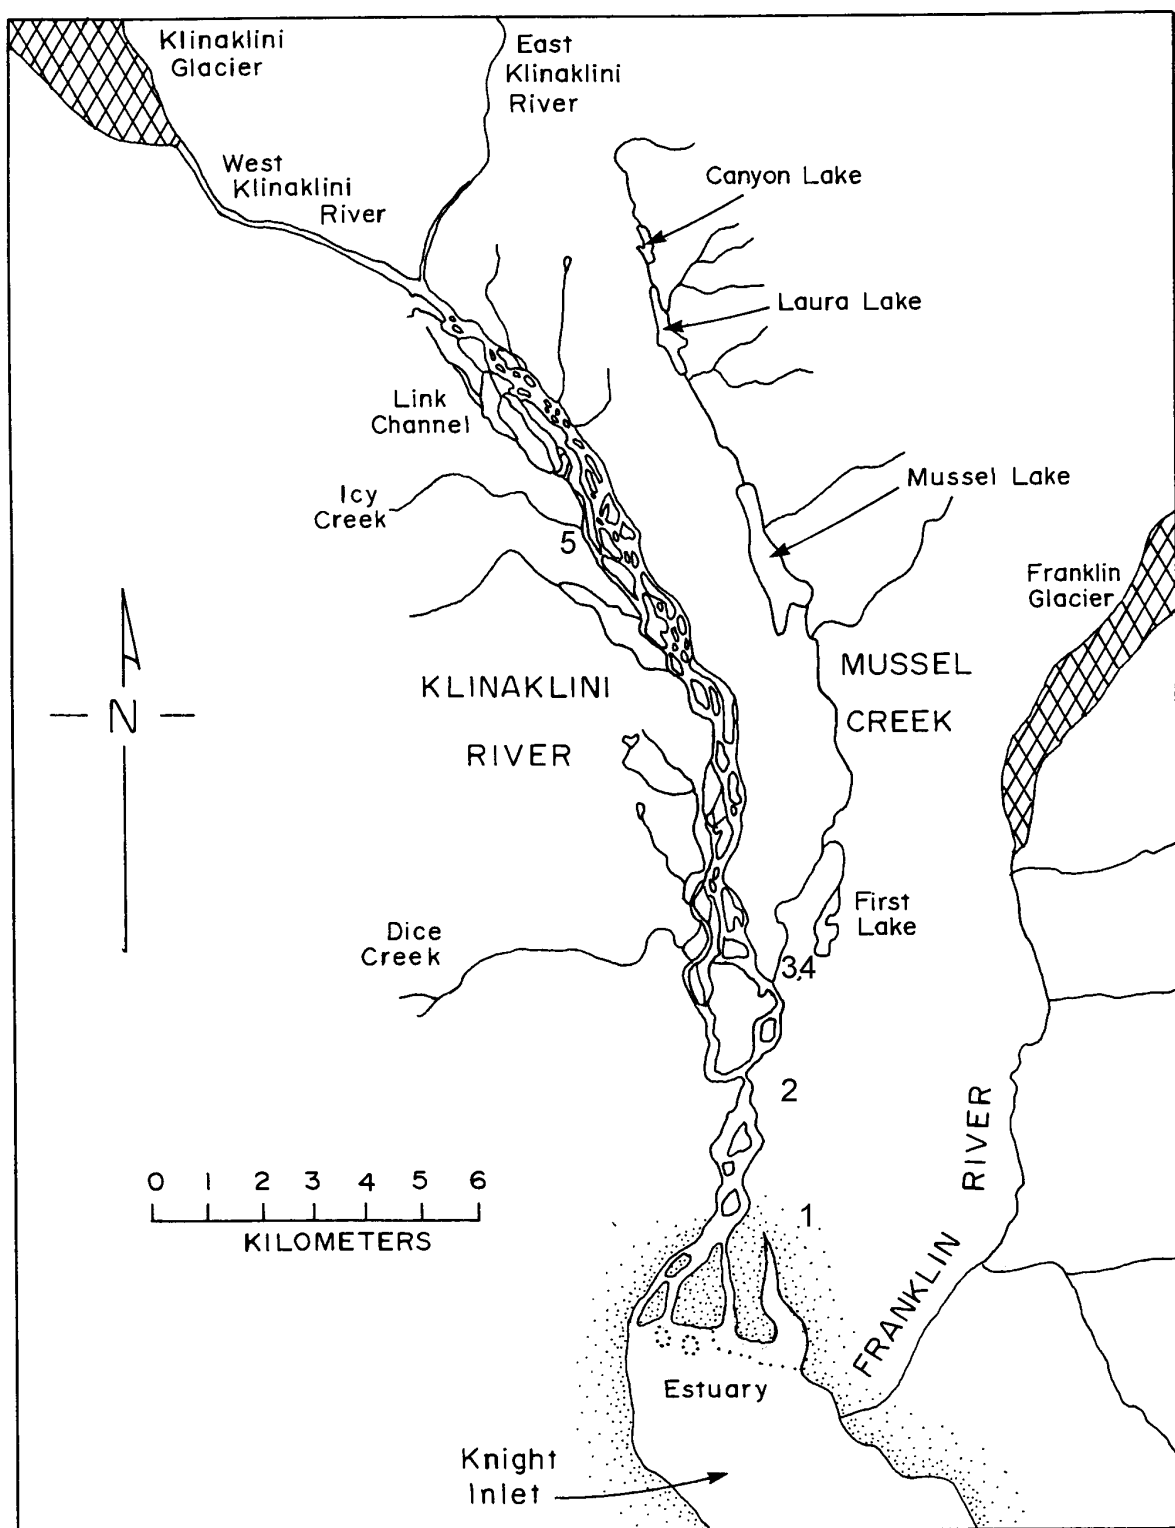 Klinaklini
Glacier
East
Klinaklini
River
West
Klinaklini
River
Canyon Lake
Laura Lake
Link
Channel
Mussel Lake
Icy
Creek
5
Franklin
Glacier
N
KLINAKLINI
RIVER
MUSSEL
CREEK
First
Lake
Dice
Creek
3,4
2
FRANKLIN RIVER
0 1 2 3 4 5 6
KILOMETERS
1
Estuary
Knight
Inlet